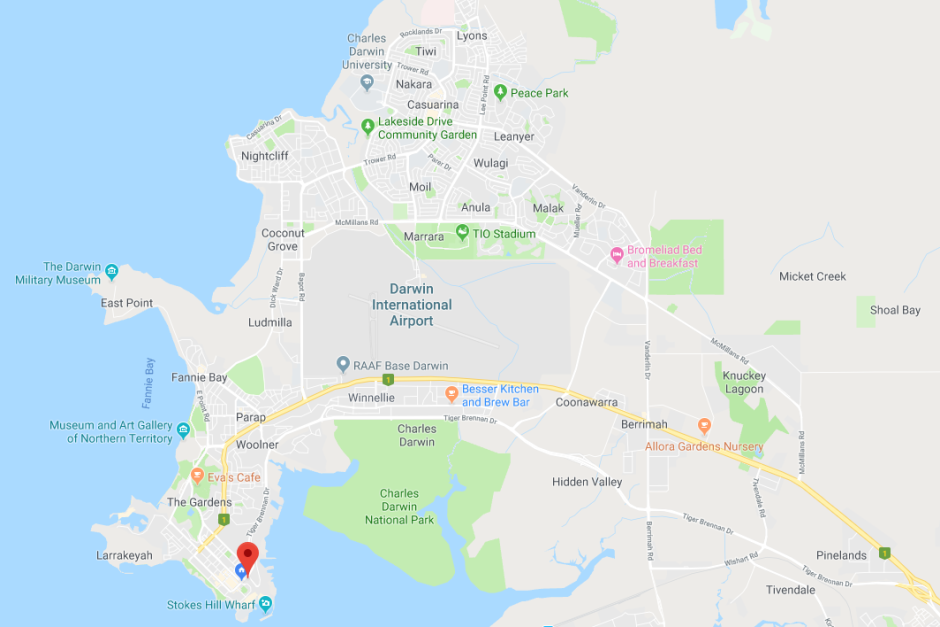 Rocklands Dr
Lyons
Charles
Darwin
University
Tiwi
Trower Rd
Nakara
Lee Point Rd
Peace Park
Casuarina
Casuarina Dr
Lakeside Drive
Community Garden
Leanyer
Nightcliff
Trower Rd
Parer Dr
Wulagi
Moil
Vanderlin Dr
Anula
Malak
Mueller Rd
McMillans Rd
Coconut
Grove
Marrara
TIO Stadium
Bromeliad Bed
and Breakfast
The Darwin
Military Museum
East Point
Dick Ward Dr
Bagot Rd
Darwin
International
Airport
Micket Creek
Shoal Bay
Ludmilla
McMillans Rd
Vanderlin Dr
RAAF Base Darwin
Fannie Bay
Fannie Bay
1
Knuckey
Lagoon
Besser Kitchen
and Brew Bar
Winnellie
E Point Rd
Coonawarra
Parap
Tiger Brennan Dr
Berrimah
Museum and Art Gallery
of Northern Territory
Charles
Darwin
Woolner
Allora Gardens Nursery
McMillans Rd
Eva's Cafe
Hidden Valley
Tivendale Rd
The Gardens
Charles
Darwin
National Park
Tiger Brennan Dr
1
Tiger Brennan Dr
Berrimah Rd
Larrakeyah
Wishart Rd
Pinelands
1
Tiger Brennan Dr
Tivendale
Stokes Hill Wharf